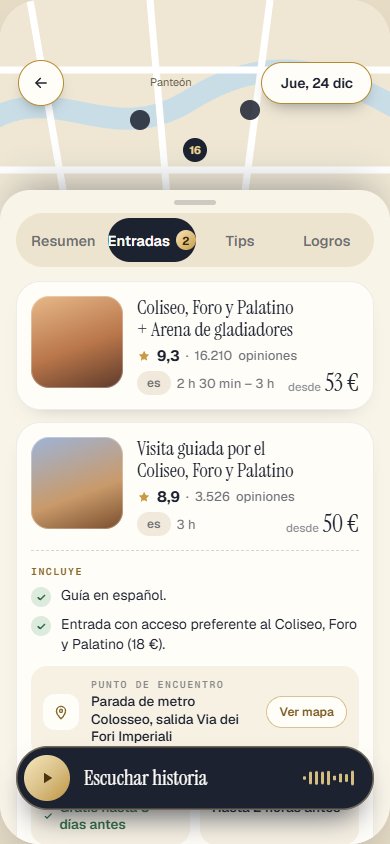 Panteón
Jue, 24 dic
16
Resumen
Entradas 2
Tips
Logros
Coliseo, Foro y Palatino
+ Arena de gladiadores
9,3 · 16.210 opiniones
es 2 h 30 min – 3 h desde 53 €
Visita guiada por el
Coliseo, Foro y Palatino
8,9 · 3.526 opiniones
es 3 h desde 50 €
INCLUYE
Guía en español.
Entrada con acceso preferente al Coliseo, Foro
y Palatino (18 €).
PUNTO DE ENCUENTRO
Parada de metro
Colosseo, salida Via dei
Fori Imperiali
Ver mapa
Escuchar historia
días antes